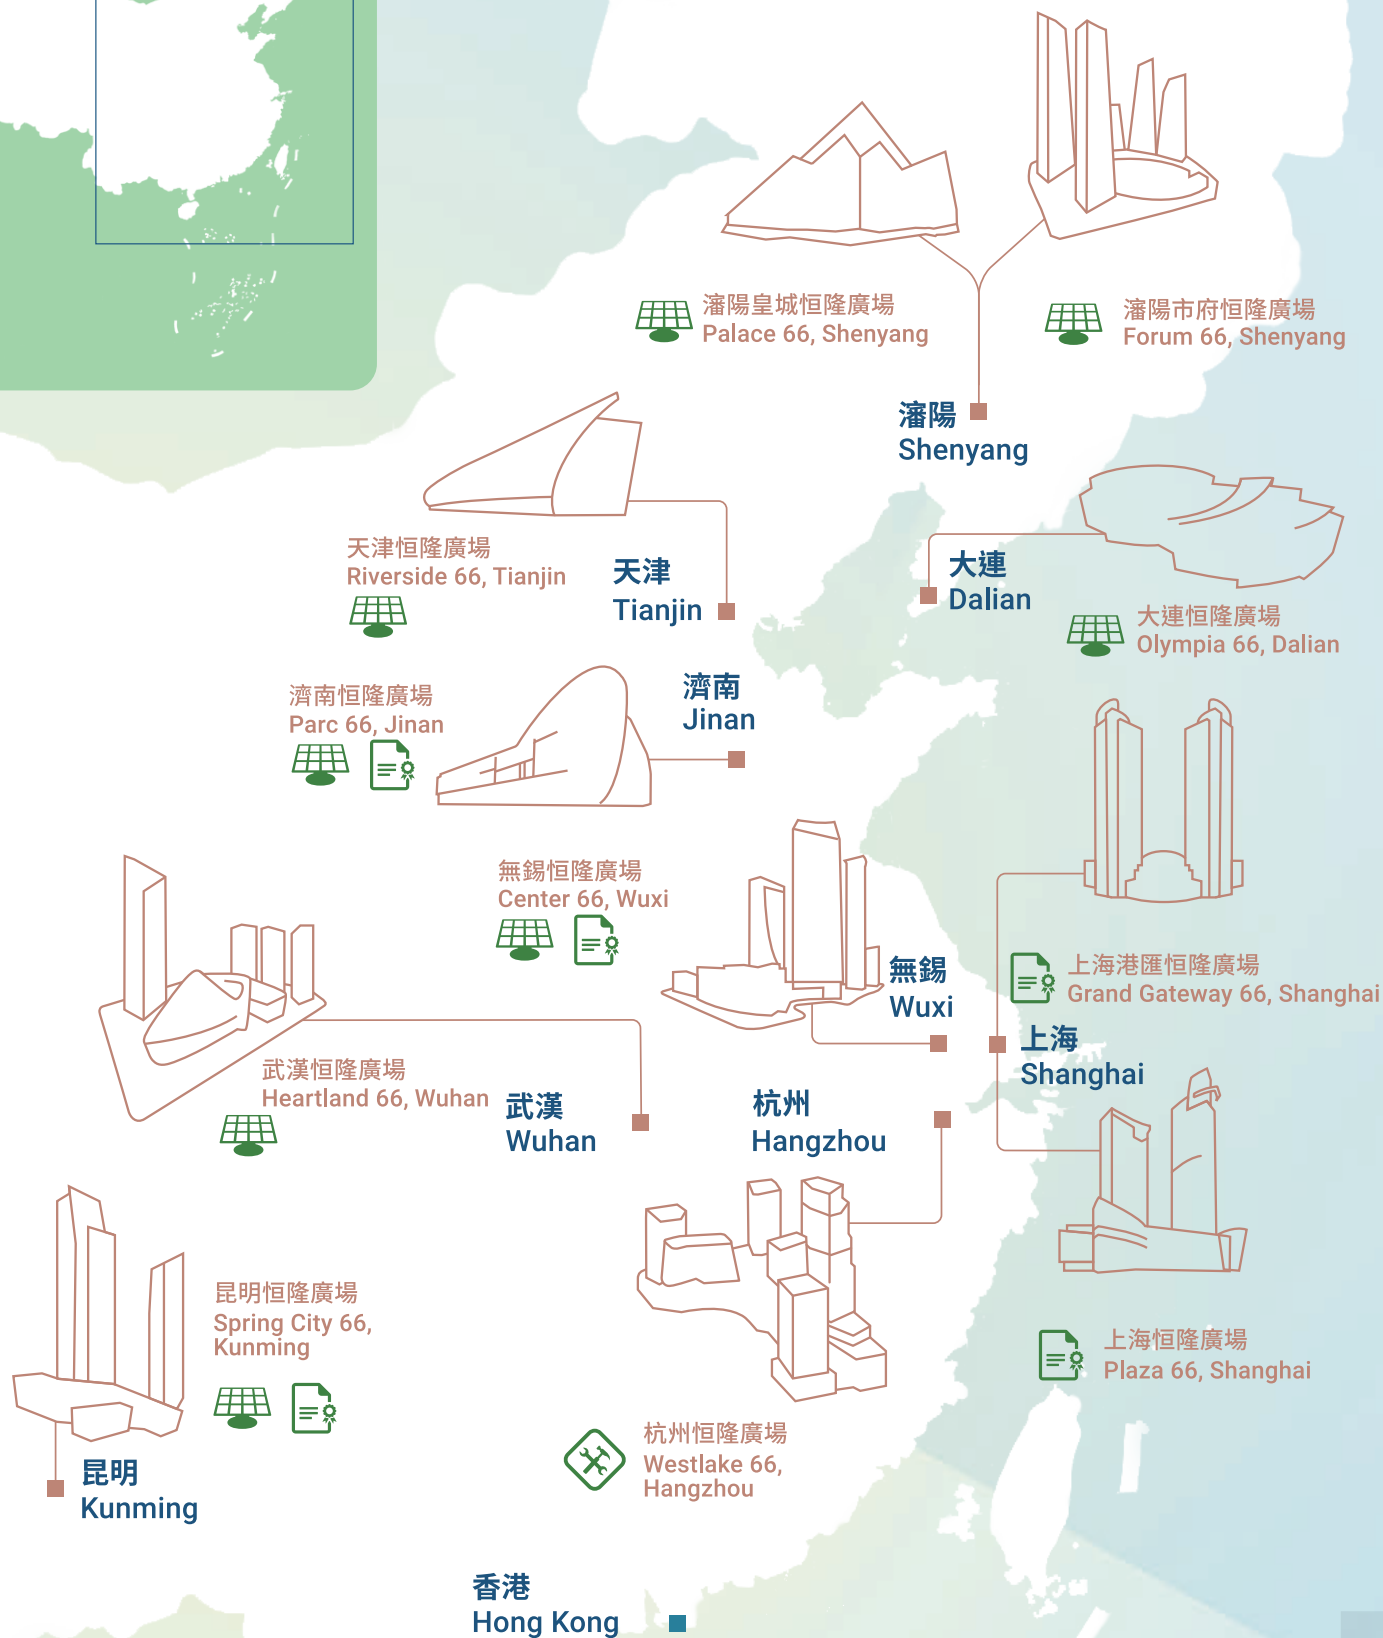 瀋陽皇城恒隆廣場
Palace 66, Shenyang
瀋陽市府恒隆廣場
Forum 66, Shenyang
瀋陽
Shenyang
天津恒隆廣場
Riverside 66, Tianjin
天津
Tianjin
大連
Dalian
大連恒隆廣場
Olympia 66, Dalian
濟南恒隆廣場
Parc 66, Jinan
濟南
Jinan
無錫恒隆廣場
Center 66, Wuxi
無錫
Wuxi
上海港匯恒隆廣場
Grand Gateway 66, Shanghai
上海
Shanghai
武漢恒隆廣場
Heartland 66, Wuhan
武漢
Wuhan
杭州
Hangzhou
昆明恒隆廣場
Spring City 66,
Kunming
上海恒隆廣場
Plaza 66, Shanghai
杭州恒隆廣場
Westlake 66,
Hangzhou
昆明
Kunming
香港
Hong Kong